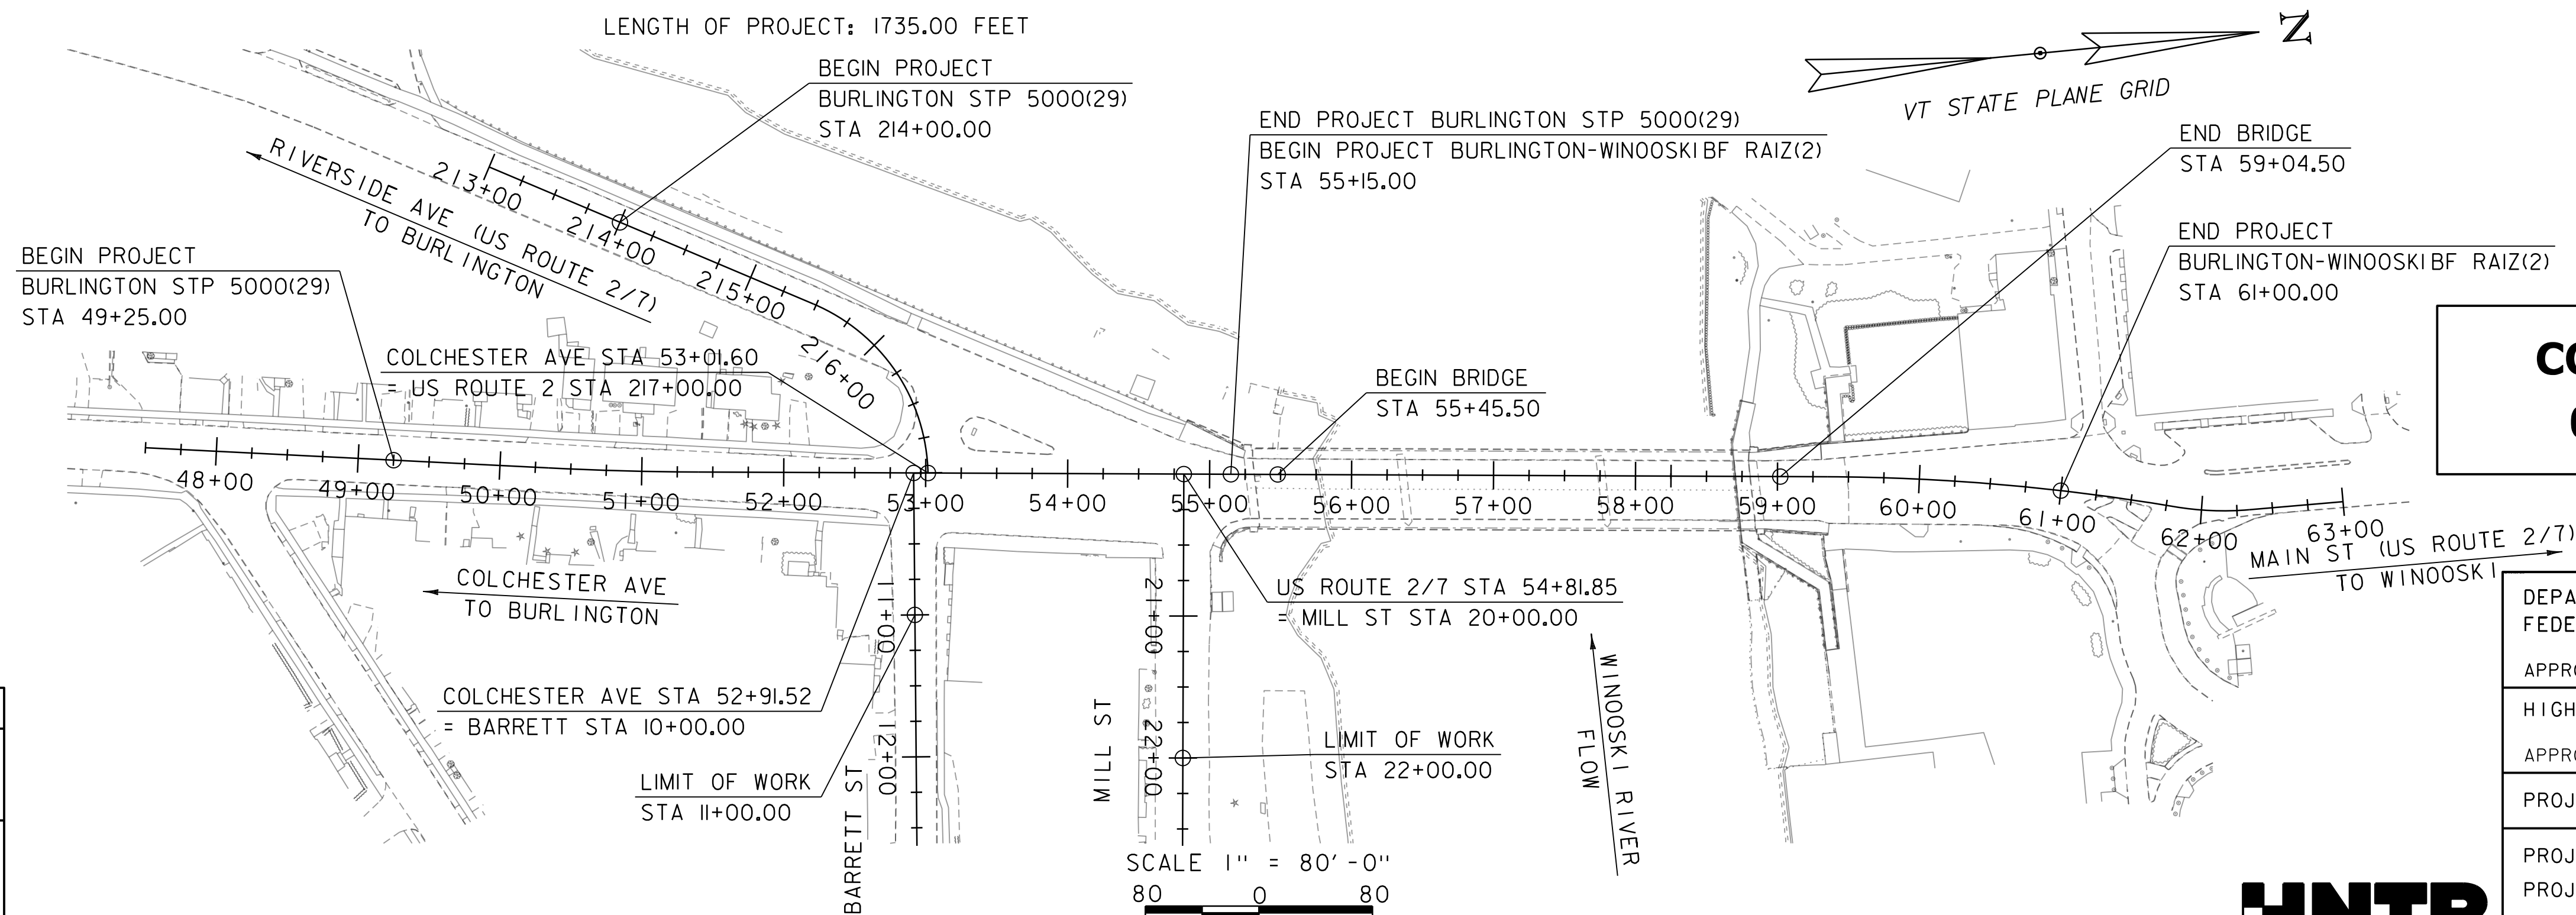 LENGTH OF PROJECT: 1735.00 FEET
BEGIN PROJECT
BURLINGTON STP 5000(29)
STA 214+00.00
Z
VT STATE PLANE GRID
END PROJECT BURLINGTON STP 5000(29)
BEGIN PROJECT BURLINGTON-WINOOSKI BF RAIZ(2)
STA 55+15.00
END BRIDGE
STA 59+04.50
END PROJECT
BURLINGTON-WINOOSKI BF RAIZ(2)
STA 61+00.00
RIVERSIDE AVE (US ROUTE 2/7)
TO BURLINGTON
213+00
214+00
215+00
216+00
BEGIN PROJECT
BURLINGTON STP 5000(29)
STA 49+25.00
COLCHESTER AVE STA 53+01.60
= US ROUTE 2 STA 217+00.00
BEGIN BRIDGE
STA 55+45.50
48+00
49+00
50+00
51+00
52+00
53+00
54+00
55+00
56+00
57+00
58+00
59+00
60+00
61+00
62+00
63+00
MAIN ST (US ROUTE 2/7)
TO WINOOSKI
COLCHESTER AVE
TO BURLINGTON
11+00
12+00
21+00
22+00
US ROUTE 2/7 STA 54+81.85
= MILL ST STA 20+00.00
COLCHESTER AVE STA 52+91.52
= BARRETT STA 10+00.00
LIMIT OF WORK
STA 11+00.00
BARRETT ST
MILL ST
LIMIT OF WORK
STA 22+00.00
WINOOSKI RIVER
FLOW
SCALE 1" = 80'-0"
80 0 80
CO
DEPA
FEDE
APPRO
HIGH
APPRO
PROJ
PROJ
PROJ
HNTB